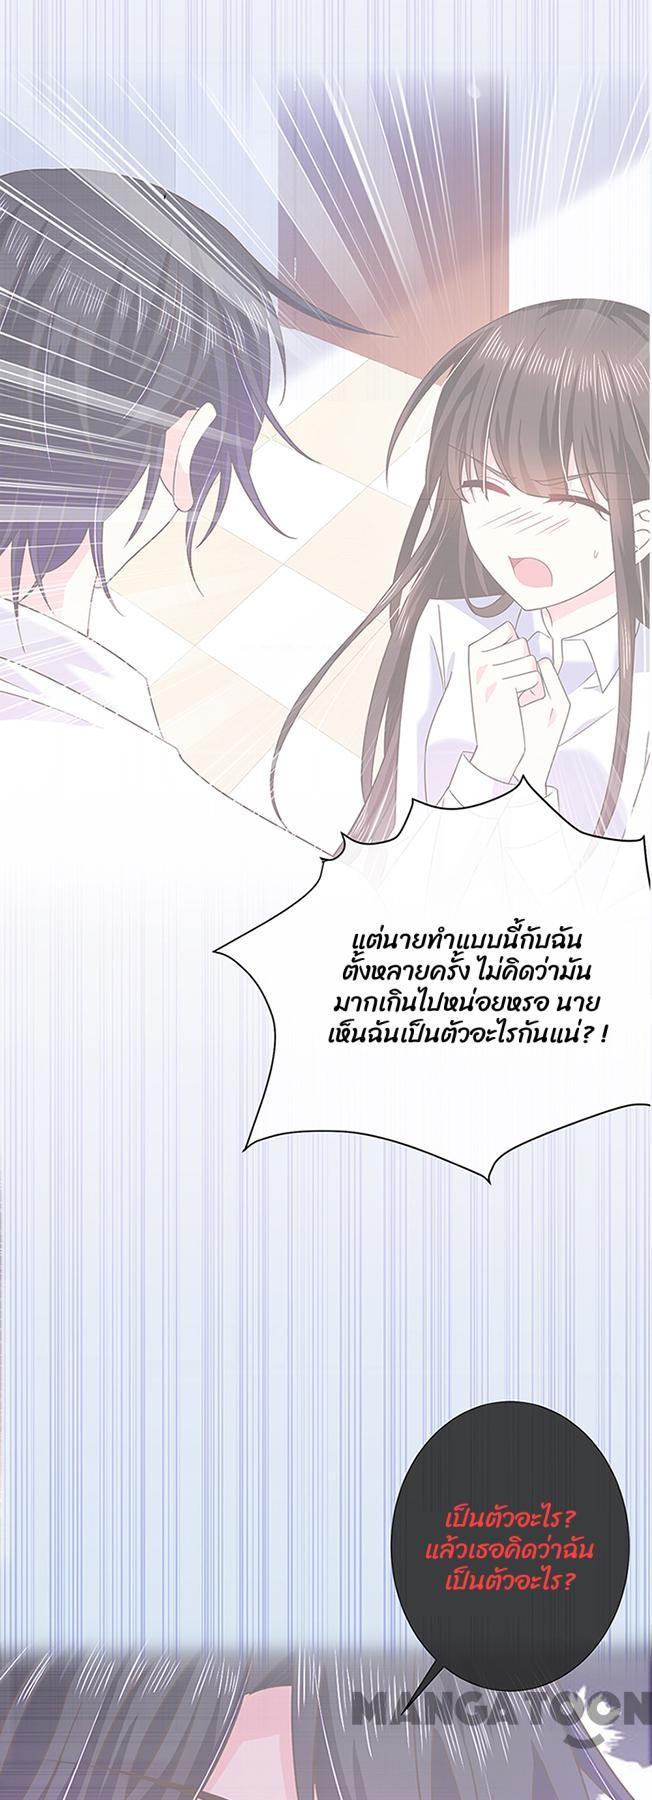 แต่นายทำแบบนี้กับฉัน
ตั้งหลายครั้ง ไม่คิดว่ามัน
มากเกินไปหน่อยหรอ นาย
เห็นฉันเป็นตัวอะไรกันแน่?!
เป็นตัวอะไร?
แล้วเธอคิดว่าฉัน
เป็นตัวอะไร?
MANGATOON